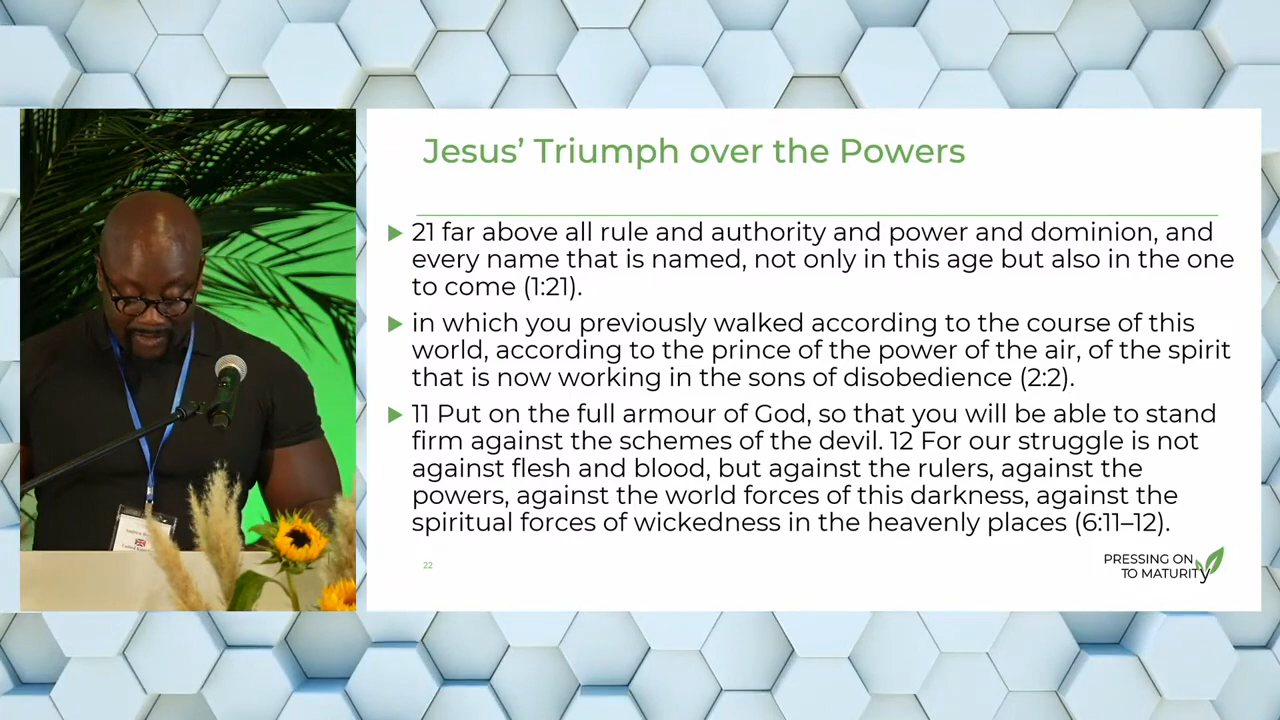 Jesus’ Triumph over the Powers
21 far above all rule and authority and power and dominion, and
every name that is named, not only in this age but also in the one
to come (1:21).
in which you previously walked according to the course of this
world, according to the prince of the power of the air, of the spirit
that is now working in the sons of disobedience (2:2).
11 Put on the full armour of God, so that you will be able to stand
firm against the schemes of the devil. 12 For our struggle is not
against flesh and blood, but against the rulers, against the
powers, against the world forces of this darkness, against the
spiritual forces of wickedness in the heavenly places (6:11–12).
22
PRESSING ON
TO MATURITY